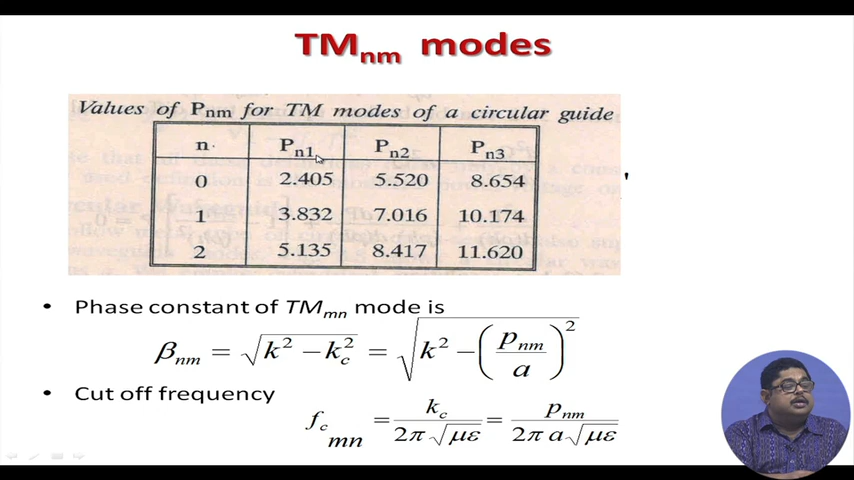 TMnm modes
Values of Pnm for TM modes of a circular guide
n Pn1 Pn2 Pn3
0 2.405 5.520 8.654
1 3.832 7.016 10.174
2 5.135 8.417 11.620
• Phase constant of TMmn mode is
βnm = √(k² − kc²) = √(k² − (pnm/a)²)
• Cut off frequency
fc mn = kc/(2π√με) = pnm/(2πa√με)